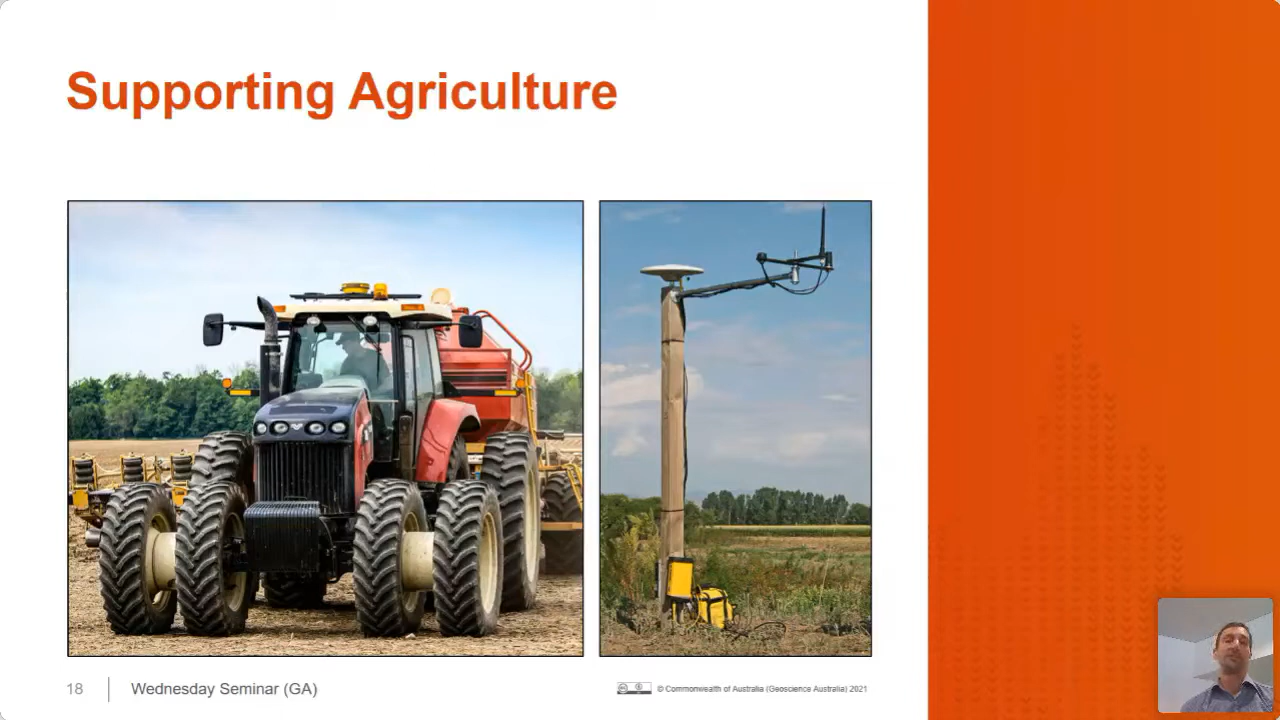 Supporting Agriculture
18
Wednesday Seminar (GA)
© Commonwealth of Australia (Geoscience Australia) 2021